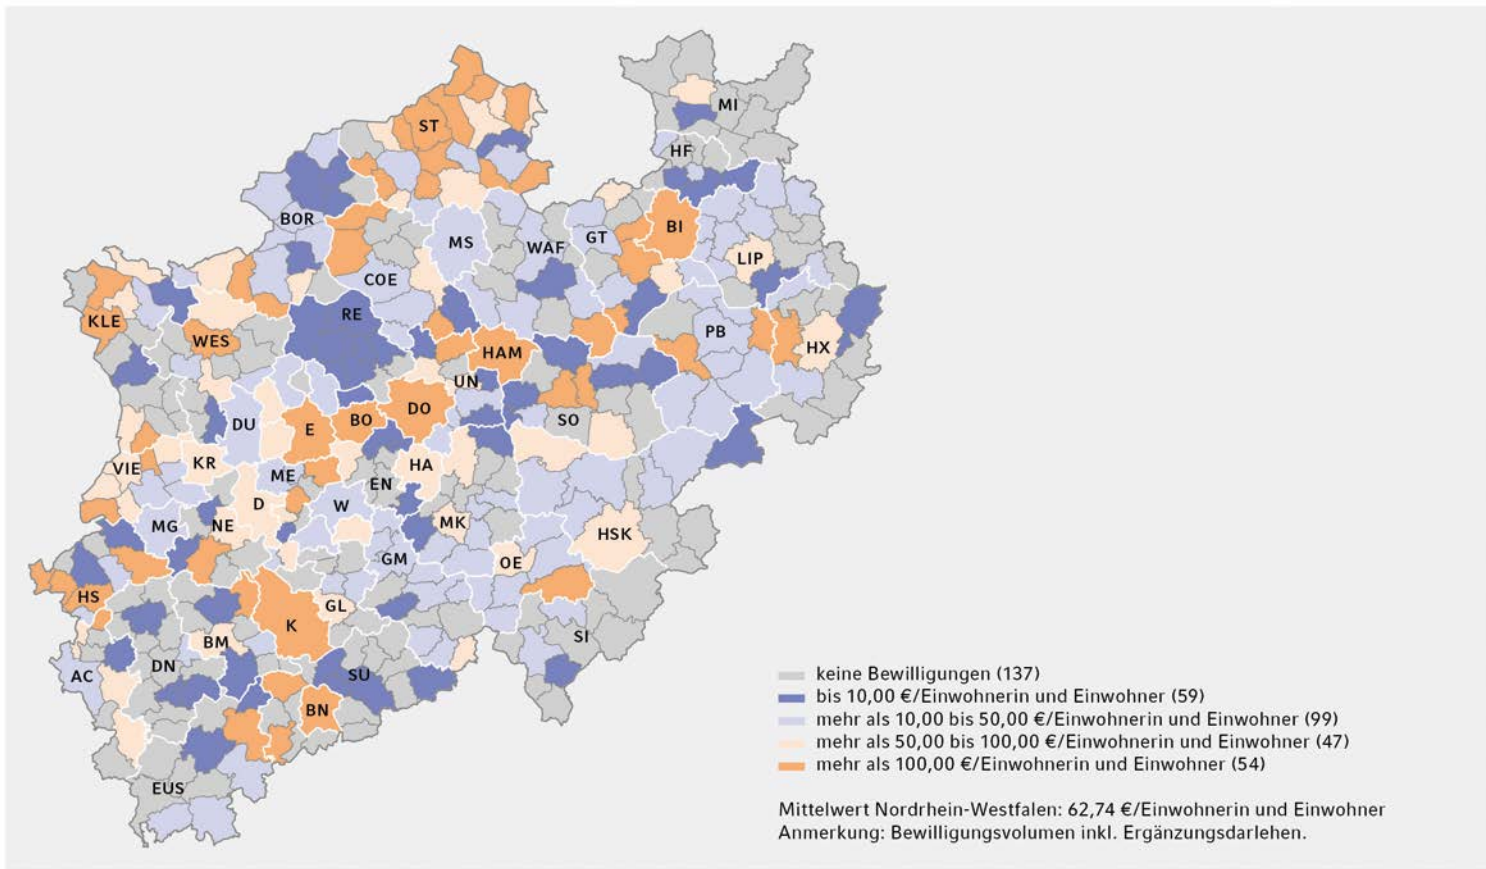 MI
ST
HF
BOR
BI
MS
WAF
GT
LIP
COE
RE
KLE
PB
WES
HX
HAM
UN
DO
BO
SO
DU
E
KR
VIE
HA
ME
EN
D
W
MG
NE
MK
HSK
GM
OE
HS
GL
K
SI
BM
DN
AC
SU
BN
EUS
keine Bewilligungen (137)
bis 10,00 €/Einwohnerin und Einwohner (59)
mehr als 10,00 bis 50,00 €/Einwohnerin und Einwohner (99)
mehr als 50,00 bis 100,00 €/Einwohnerin und Einwohner (47)
mehr als 100,00 €/Einwohnerin und Einwohner (54)
Mittelwert Nordrhein-Westfalen: 62,74 €/Einwohnerin und Einwohner
Anmerkung: Bewilligungsvolumen inkl. Ergänzungsdarlehen.